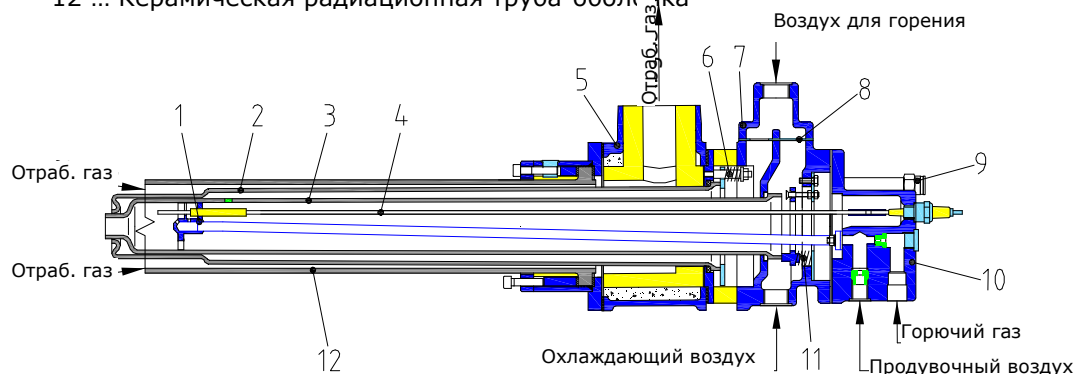 12 ... Керамическая радиационная труба-оболочка
Воздух для горения
Отраб. газ
5
6
7
8
1
2
3
4
9
Отраб. газ
Отраб. газ
10
12
Охлаждающий воздух
11
Горючий газ
Продувочный воздух